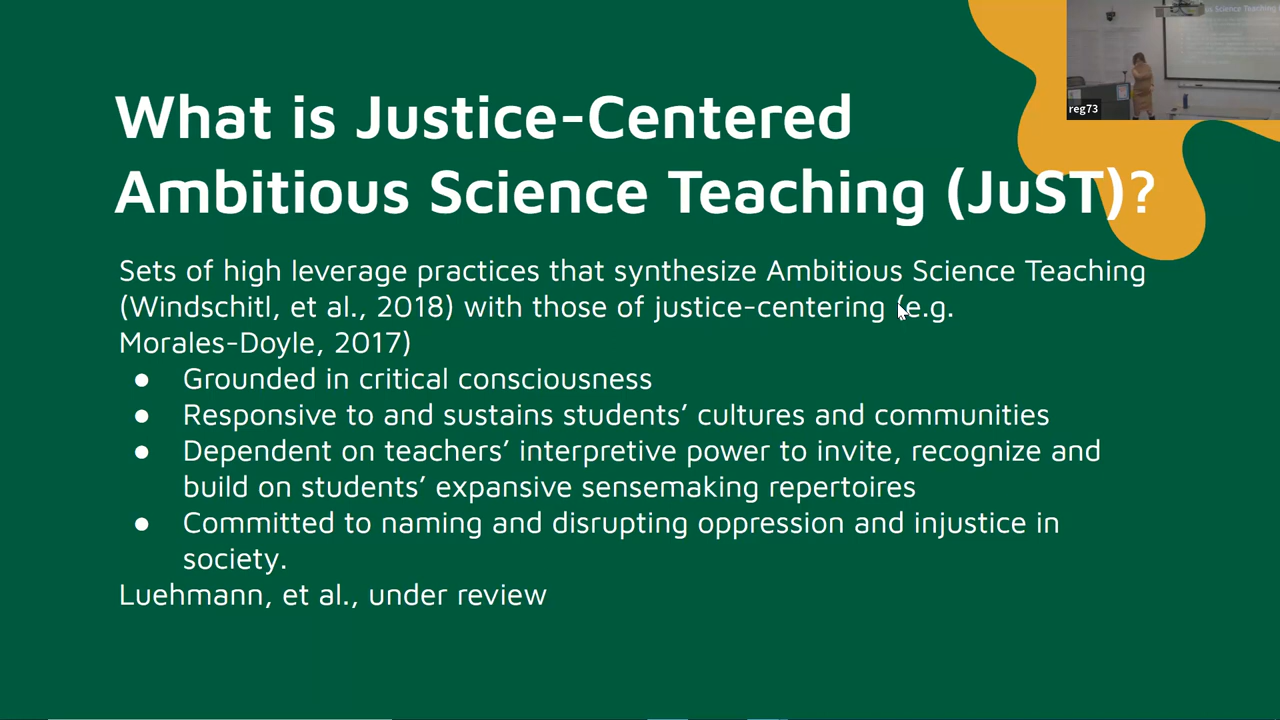 What is Justice-Centered
Ambitious Science Teaching (JuST)?
Sets of high leverage practices that synthesize Ambitious Science Teaching
(Windschitl, et al., 2018) with those of justice-centering (e.g.
Morales-Doyle, 2017)
● Grounded in critical consciousness
● Responsive to and sustains students’ cultures and communities
● Dependent on teachers’ interpretive power to invite, recognize and
build on students’ expansive sensemaking repertoires
● Committed to naming and disrupting oppression and injustice in
society.
Luehmann, et al., under review
reg73